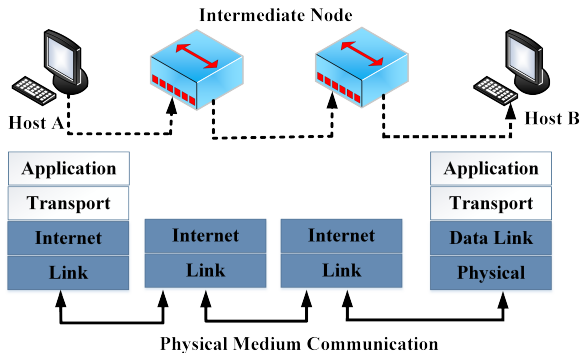 Intermediate Node
Host A
Host B
Application
Transport
Internet
Link
Internet
Link
Internet
Link
Application
Transport
Data Link
Physical
Physical Medium Communication